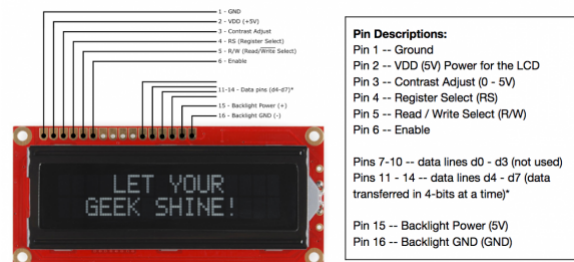 1 - GND
2 - VDD (+5V)
3 - Contrast Adjust
4 - RS (Register Select)
5 - R/W (Read/Write Select)
6 - Enable
11-14 - Data pins (d4-d7)*
15 - Backlight Power (+)
16 - Backlight GND (-)
LET YOUR
GEEK SHINE!
Pin Descriptions:
Pin 1 -- Ground
Pin 2 -- VDD (5V) Power for the LCD
Pin 3 -- Contrast Adjust (0 - 5V)
Pin 4 -- Register Select (RS)
Pin 5 -- Read / Write Select (R/W)
Pin 6 -- Enable
Pins 7-10 -- data lines d0 - d3 (not used)
Pins 11 - 14 -- data lines d4 - d7 (data
transferred in 4-bits at a time)*
Pin 15 -- Backlight Power (5V)
Pin 16 -- Backlight GND (GND)